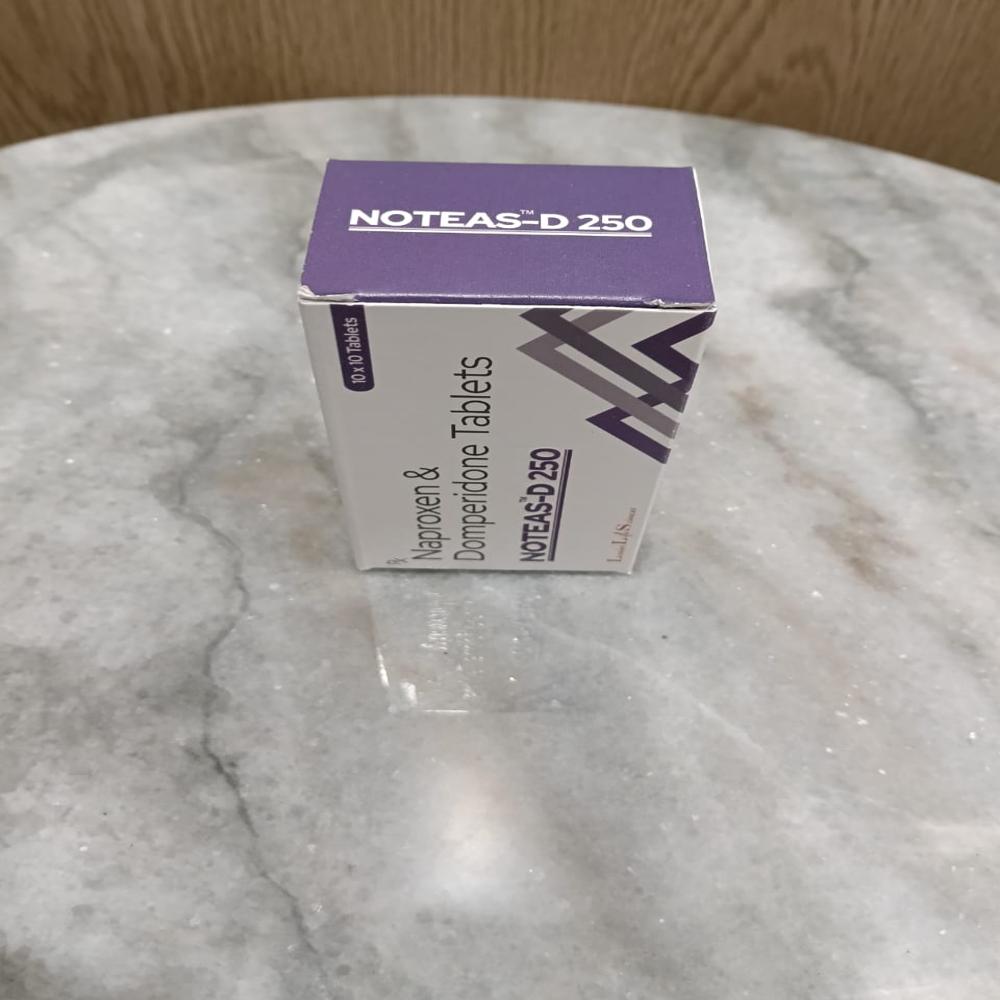 NOTEAS™-D 250
10 x 10 Tablets
Rx
Naproxen &
Domperidone Tablets
NOTEAS™-D 250